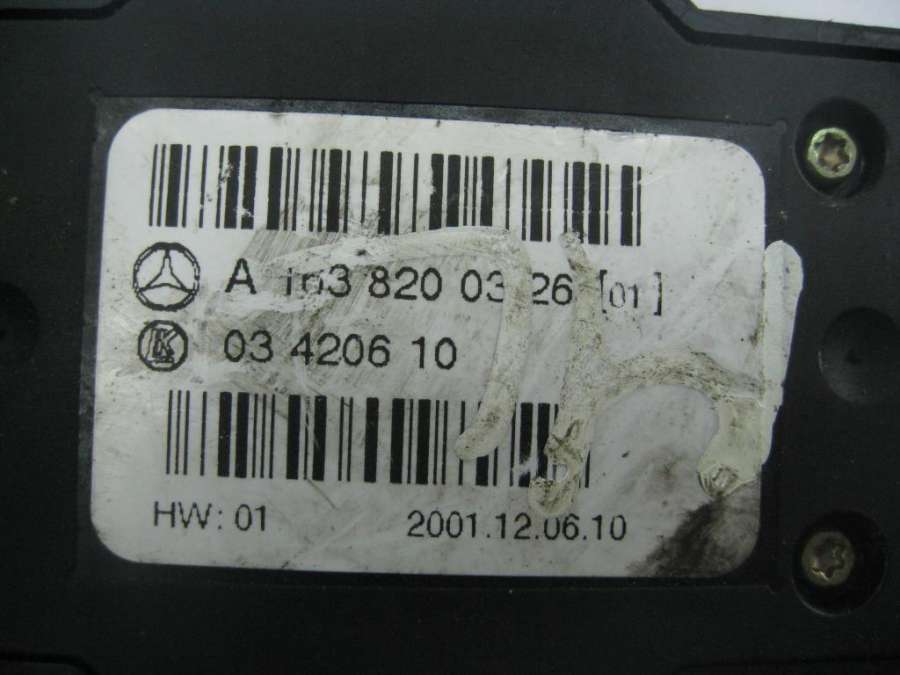 A 163 820 03 26 [01]
K
03 4206 10
HW: 01 2001.12.06.10